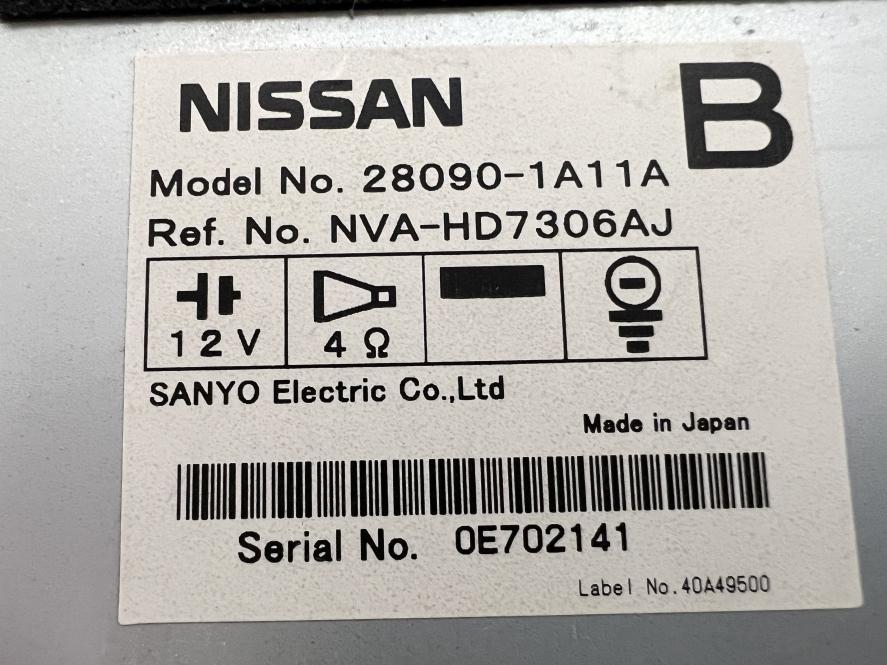 NISSAN
B
Model No. 28090-1A11A
Ref. No. NVA-HD7306AJ
12V
4 Ω
SANYO Electric Co.,Ltd
Made in Japan
Serial No. 0E702141
Label No.40A49500